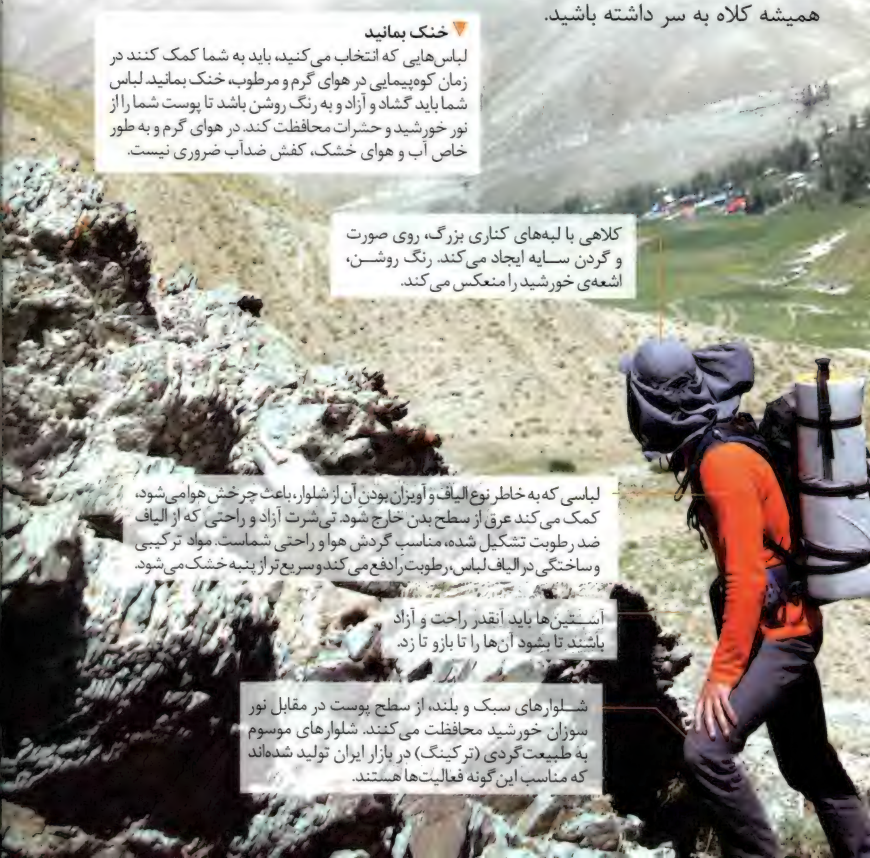 همیشه کلاه به سر داشته باشید.
خنک بمانید
لباس‌هایی که انتخاب می‌کنید، باید به شما کمک کنند در
زمان کوه‌پیمایی در هوای گرم و مرطوب، خنک بمانید. لباس
شما باید گشاد و آزاد و به رنگ روشن باشد تا پوست شما را از
نور خورشید و حشرات محافظت کند. در هوای گرم و به طور
خاص آب و هوای خشک، کفش ضدآب ضروری نیست.
کلاهی با لبه‌های کناری بزرگ، روی صورت
و گردن سایه ایجاد می‌کند. رنگ روشن،
اشعه‌ی خورشید را منعکس می‌کند.
لباسی که به خاطر نوع الیاف و آویزان بودن آن از شلوار، باعث چرخش هوا می‌شود،
کمک می‌کند عرق از سطح بدن خارج شود. تی‌شرت آزاد و راحتی که از الیاف
ضد رطوبت تشکیل شده، مناسب گردش هوا و راحتی شماست. مواد ترکیبی
و ساختگی در الیاف لباس، رطوبت را دفع می‌کند و سریع‌تر از پنبه خشک می‌شود.
آستین‌ها باید آنقدر راحت و آزاد
باشند تا بشود آن‌ها را تا بازو تا زد.
شلوارهای سبک و بلند، از سطح پوست در مقابل نور
سوزان خورشید محافظت می‌کنند. شلوارهای موسوم
به طبیعت‌گردی (ترکینگ) در بازار ایران تولید شده‌اند
که مناسب این‌گونه فعالیت‌ها هستند.